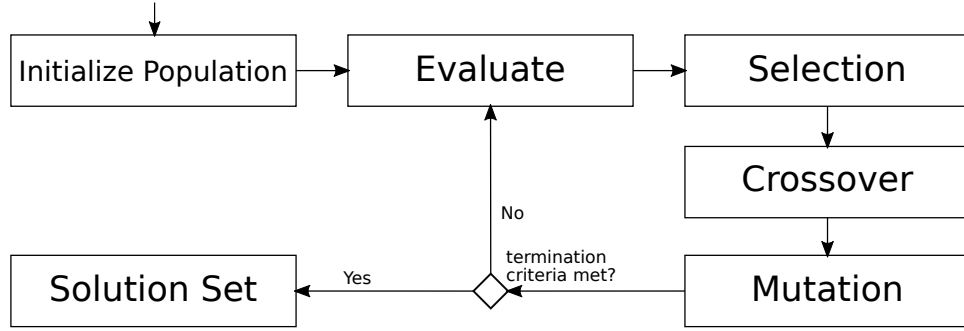 Initialize Population
Evaluate
Selection
Crossover
No
termination
criteria met?
Yes
Solution Set
Mutation